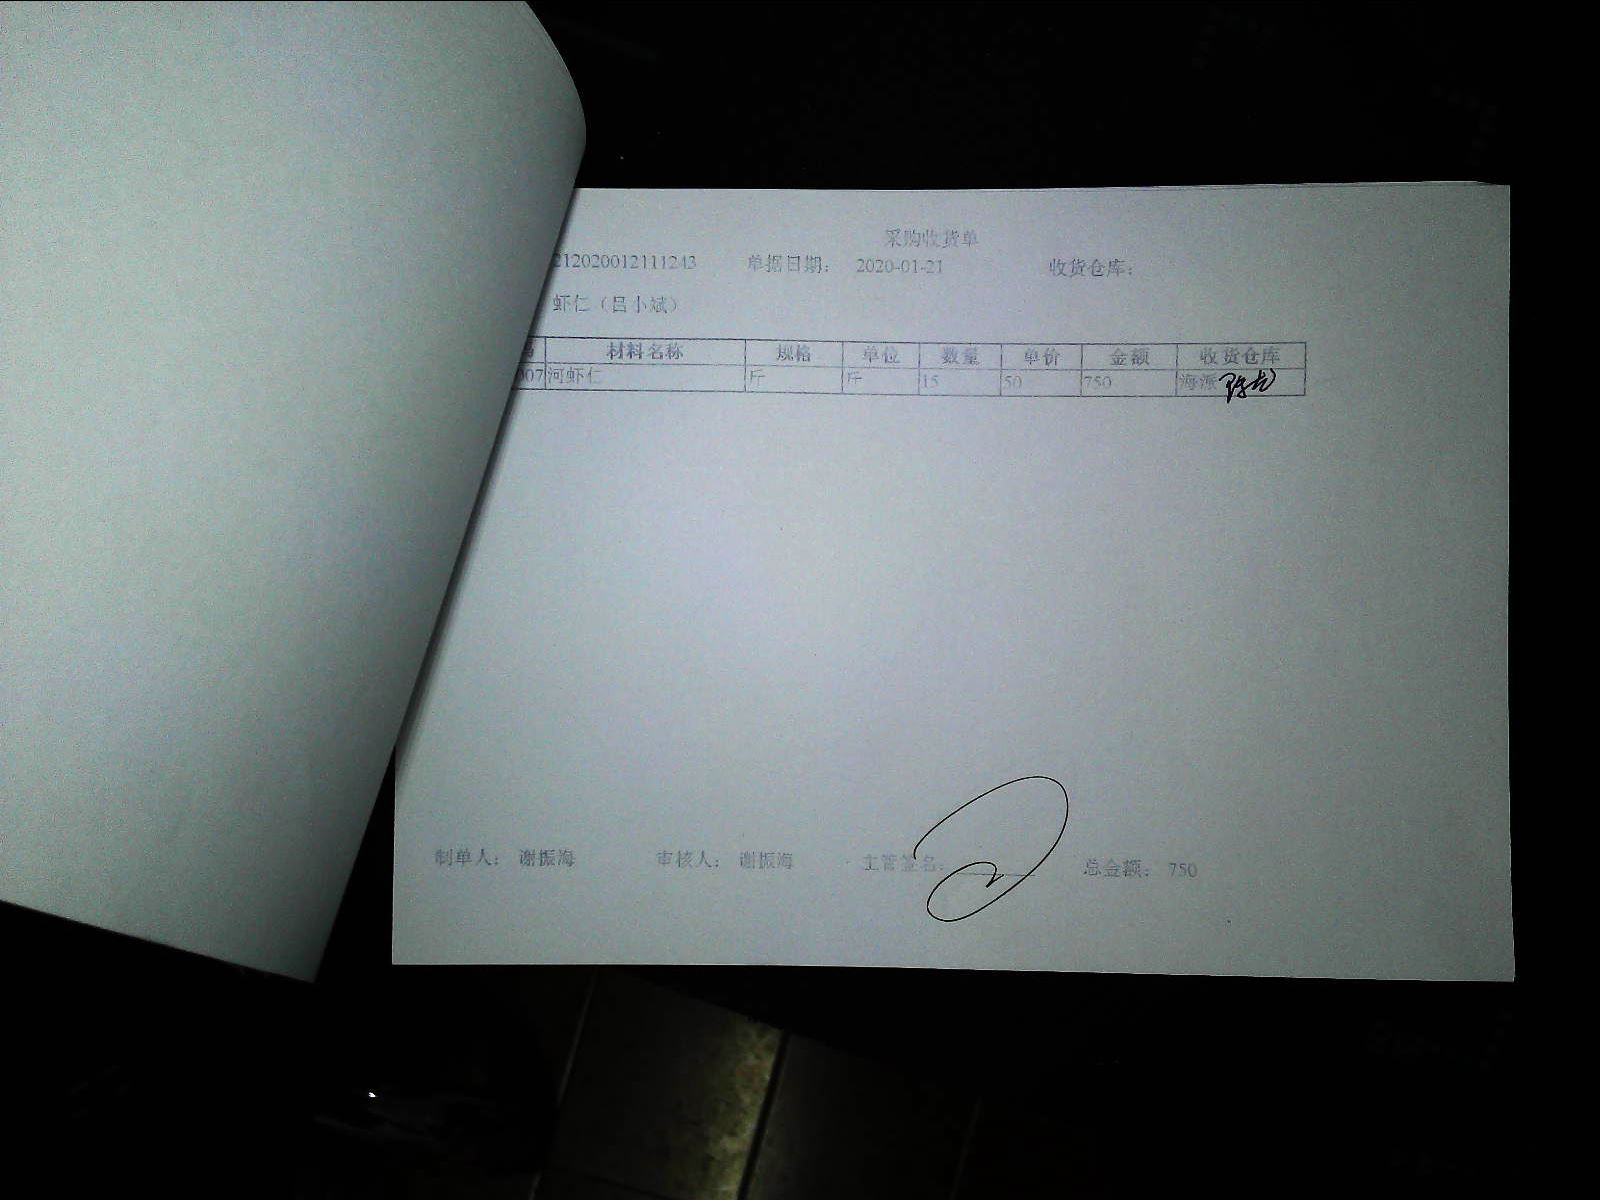 采购收货单
212020012111243 单据日期： 2020-01-21 收货仓库：
虾仁（吕小斌）
材料名称 规格 单位 数量 单价 金额 收货仓库
007 河虾仁 斤 斤 15 50 750 海派
制单人： 谢振海 审核人： 谢振海 主管签名： 总金额： 750